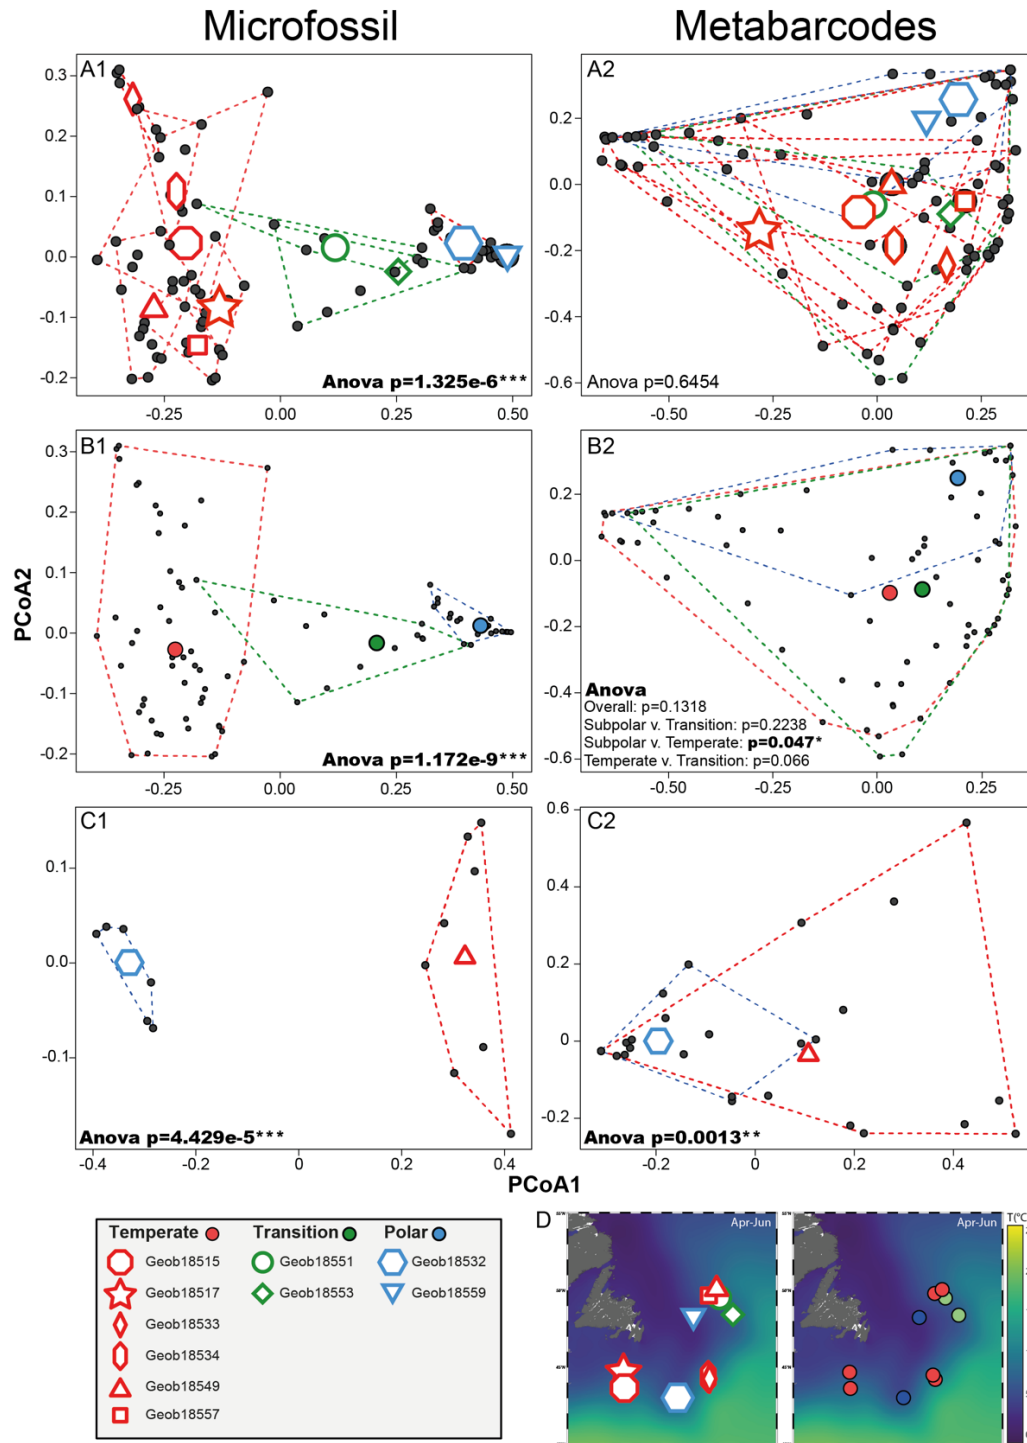 Microfossil Metabarcodes
A1
0.3
0.2
0.1
0.0
-0.1
-0.2
-0.25 0.00 0.25 0.50
Anova p=1.325e-6***
A2
0.2
0.0
-0.2
-0.4
-0.6
-0.50 -0.25 0.00 0.25
Anova p=0.6454
B1
0.3
0.2
0.1
0.0
-0.1
-0.2
-0.25 0.00 0.25 0.50
Anova p=1.172e-9***
B2
0.2
0.0
-0.2
-0.4
-0.6
-0.50 -0.25 0.00 0.25
Anova
Overall: p=0.1318
Subpolar v. Transition: p=0.2238
Subpolar v. Temperate: p=0.047*
Temperate v. Transition: p=0.066
PCoA2
C1
0.1
0.0
-0.1
-0.4 -0.2 0 0.2 0.4
Anova p=4.429e-5***
C2
0.6
0.4
0.2
0
-0.2
-0.2 0 0.2 0.4
Anova p=0.0013**
PCoA1
Temperate Transition Polar
Geob18515 Geob18551 Geob18532
Geob18517 Geob18553 Geob18559
Geob18533
Geob18534
Geob18549
Geob18557
D
Apr-Jun Apr-Jun